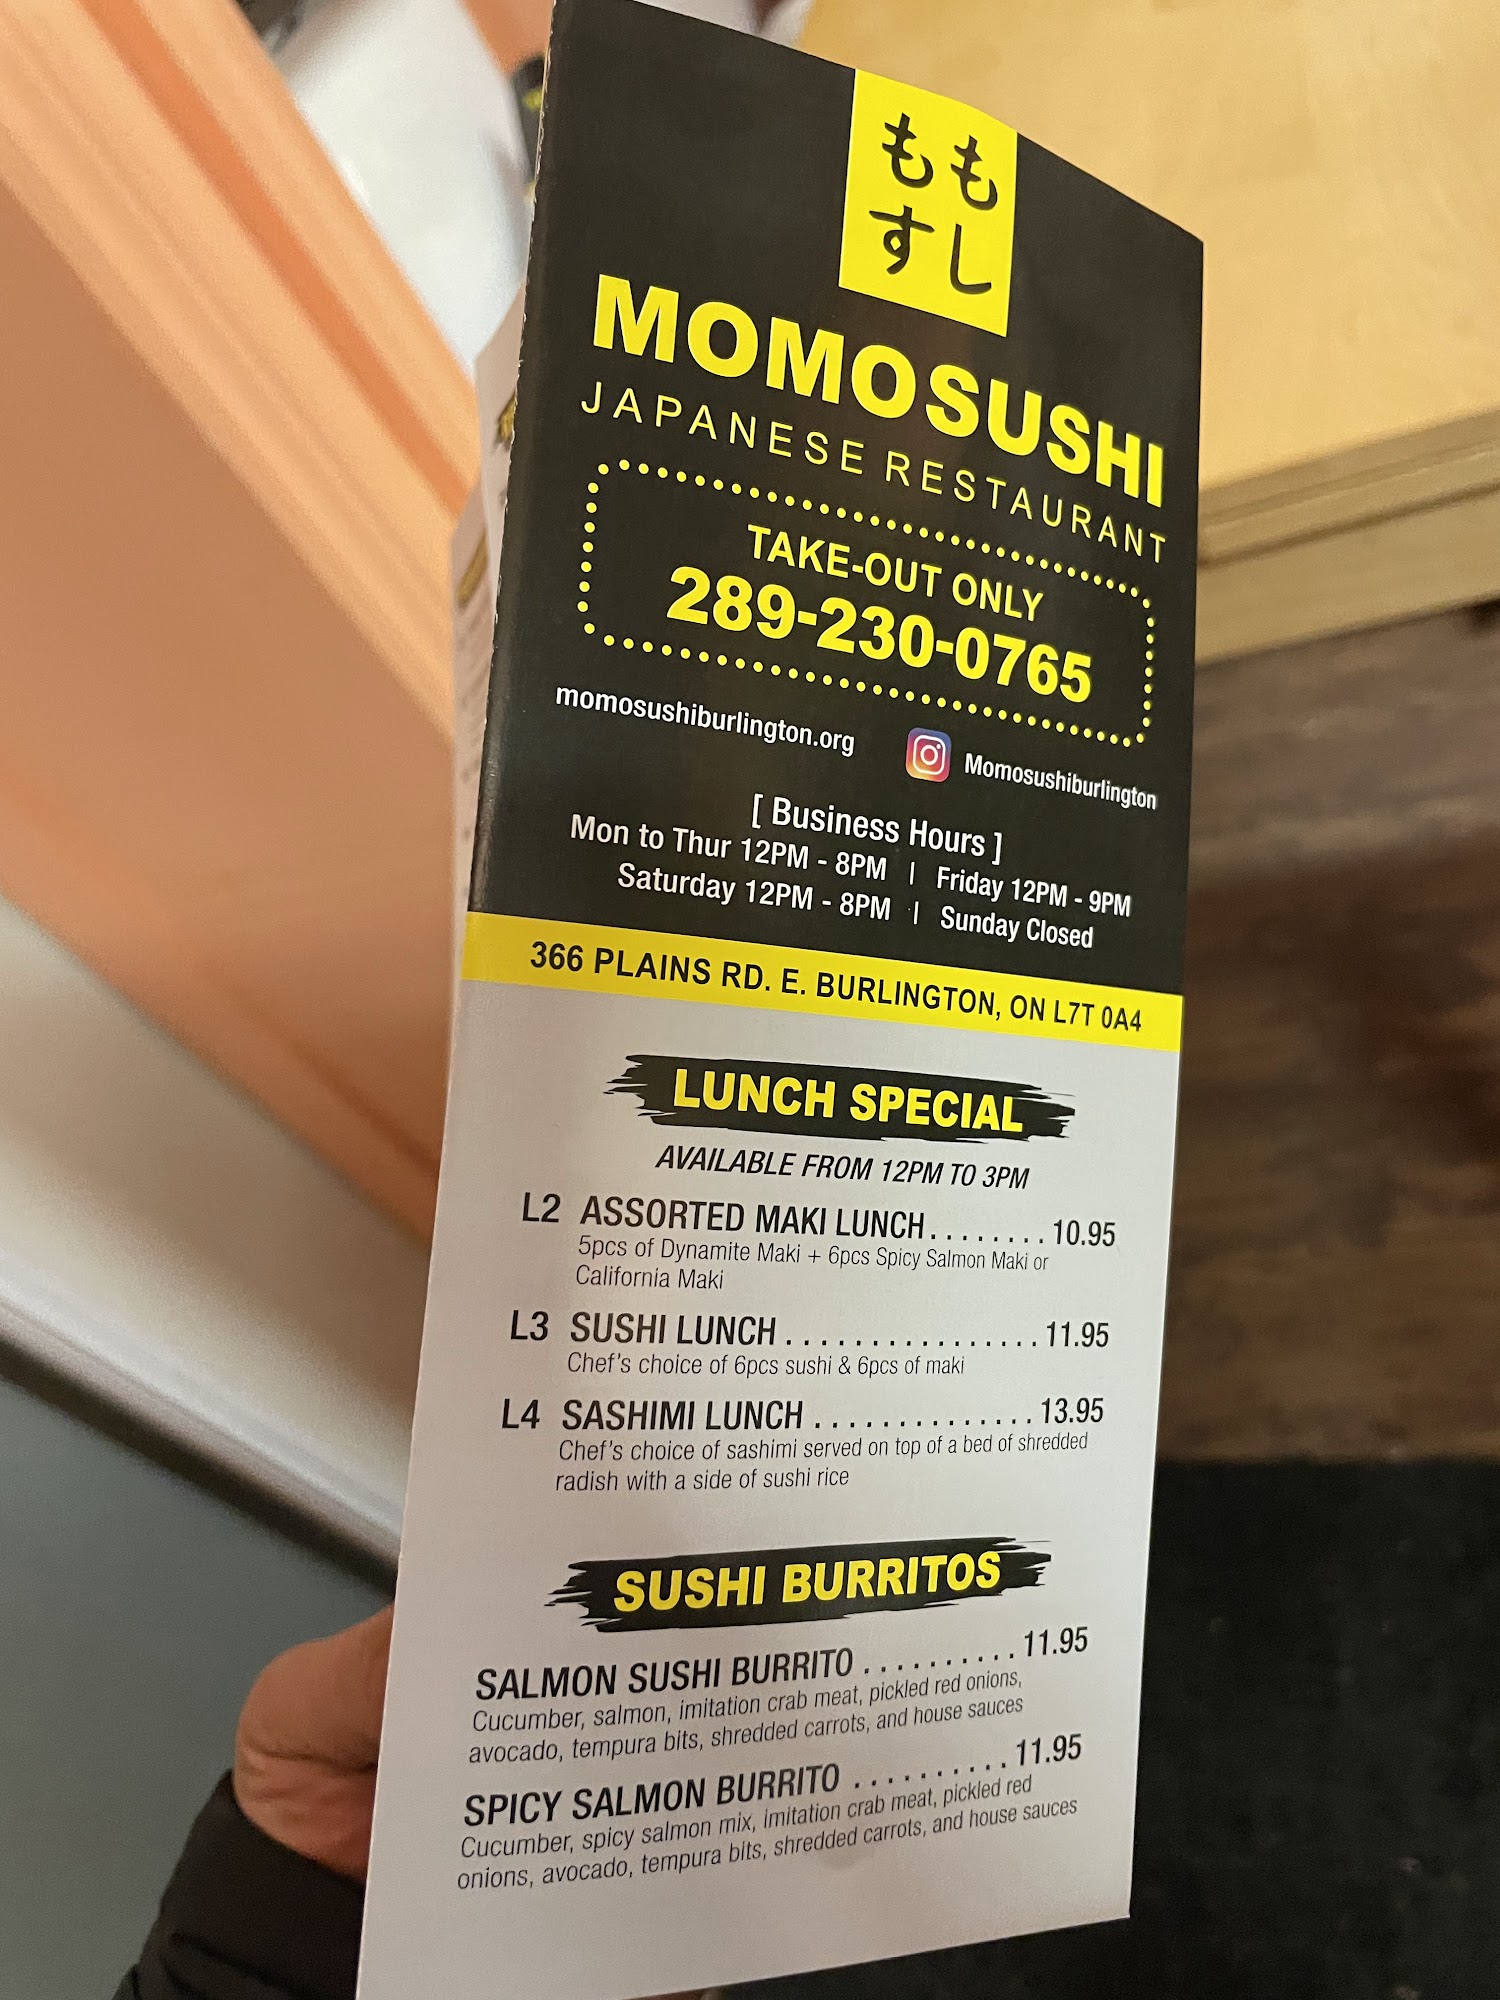 もも
すし
MOMOSUSHI
JAPANESE RESTAURANT
TAKE-OUT ONLY
289-230-0765
momosushiburlington.org
Momosushiburlington
[ Business Hours ]
Mon to Thur 12PM - 8PM | Friday 12PM - 9PM
Saturday 12PM - 8PM | Sunday Closed
366 PLAINS RD. E. BURLINGTON, ON L7T 0A4
LUNCH SPECIAL
AVAILABLE FROM 12PM TO 3PM
L2 ASSORTED MAKI LUNCH........10.95
5pcs of Dynamite Maki + 6pcs Spicy Salmon Maki or
California Maki
L3 SUSHI LUNCH................11.95
Chef's choice of 6pcs sushi & 6pcs of maki
L4 SASHIMI LUNCH..............13.95
Chef's choice of sashimi served on top of a bed of shredded
radish with a side of sushi rice
SUSHI BURRITOS
SALMON SUSHI BURRITO..........11.95
Cucumber, salmon, imitation crab meat, pickled red onions,
avocado, tempura bits, shredded carrots, and house sauces
SPICY SALMON BURRITO..........11.95
Cucumber, spicy salmon mix, imitation crab meat, pickled red
onions, avocado, tempura bits, shredded carrots, and house sauces